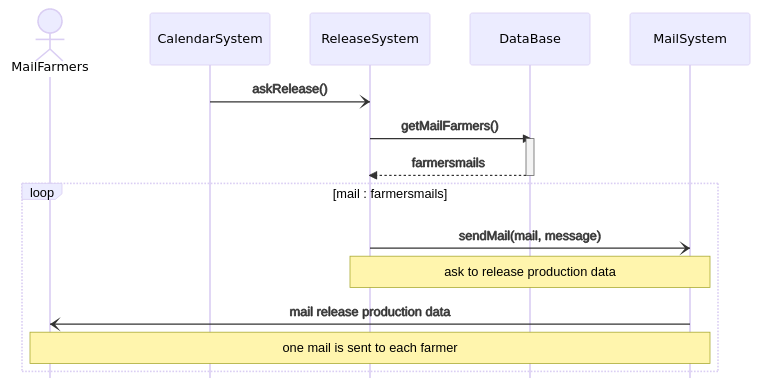 MailFarmers
CalendarSystem
ReleaseSystem
DataBase
MailSystem
askRelease()
getMailFarmers()
farmersmails
loop
[mail : farmersmails]
sendMail(mail, message)
ask to release production data
mail release production data
one mail is sent to each farmer